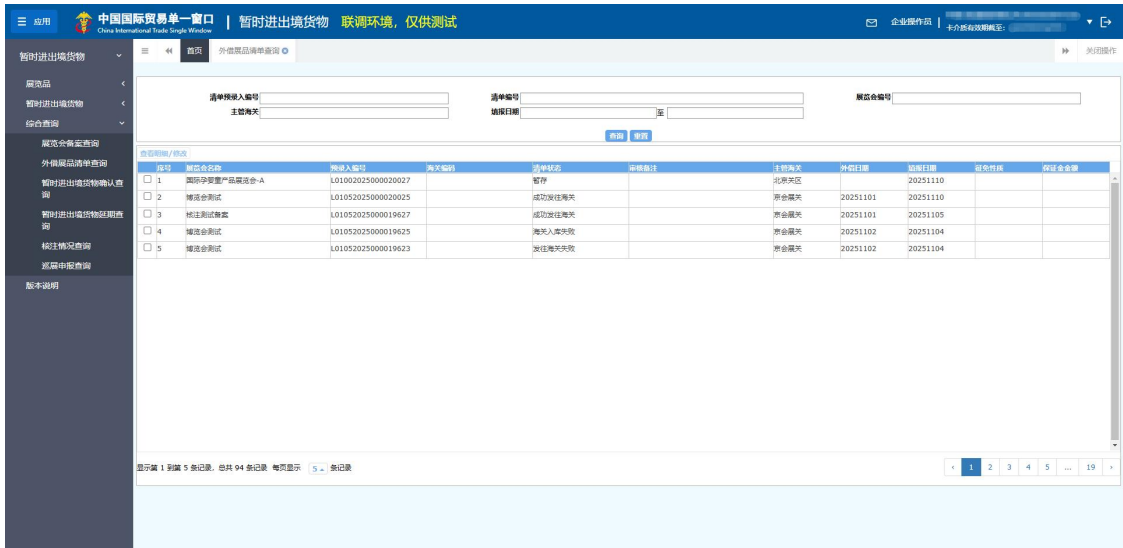 ☰ 应用 中国国际贸易单一窗口 | 暂时进出境货物 联调环境，仅供测试 企业操作员 |
China International Trade Single Window 卡介质有效期截至:
暂时进出境货物 首页 外借展品清单查询 关闭操作
展览品
暂时进出境货物
综合查询
展览会备案查询
外借展品清单查询
暂时进出境货物确认查
询
暂时进出境货物延期查
询
核注情况查询
巡展申报查询
版本说明
清单预录入编号 清单编号 展览会编号
主管海关 填报日期 至
查询 重置
查看明细/修改
序号 展览会名称 预录入编号 海关编码 清单状态 审核备注 主管海关 外借日期 填报日期 征免性质 保证金金额
1 国际孕婴童产品展览会-A L01002025000020027 暂存 北京关区 20251110
2 博览会测试 L01052025000020025 成功发往海关 京会展关 20251101 20251110
3 核注测试备案 L01052025000019627 成功发往海关 京会展关 20251101 20251105
4 博览会测试 L01052025000019625 海关入库失败 京会展关 20251102 20251104
5 博览会测试 L01052025000019623 发往海关失败 京会展关 20251102 20251104
显示第 1 到第 5 条记录，总共 94 条记录 每页显示 5 条记录
‹ 1 2 3 4 5 ... 19 ›